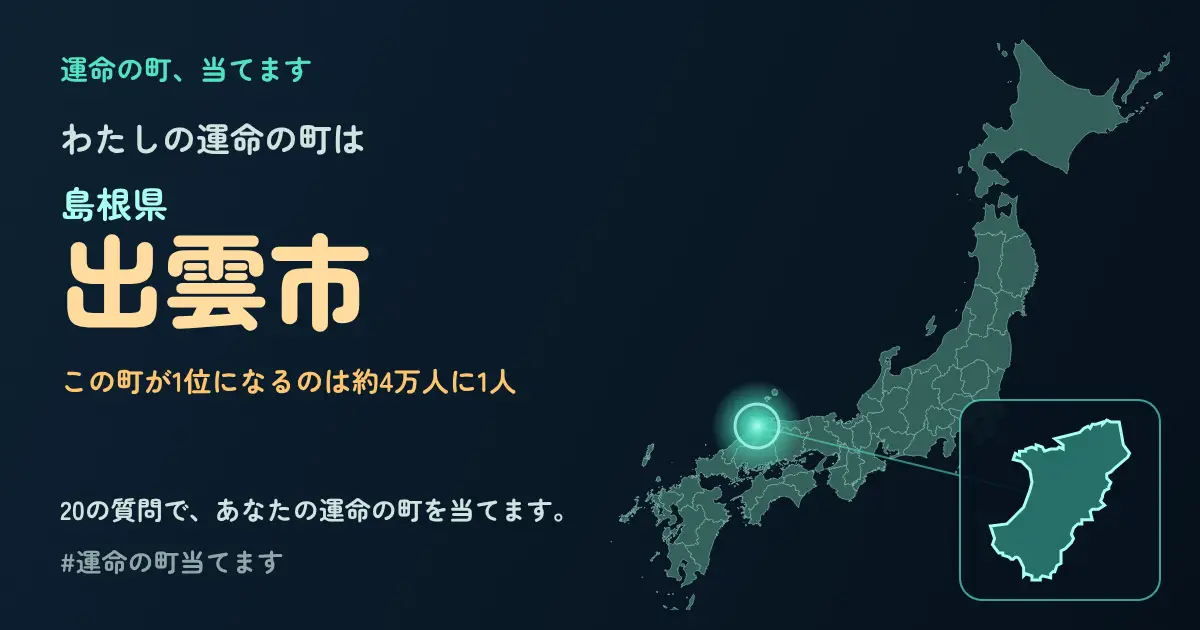 運命の町、当てます
わたしの運命の町は
島根県
出雲市
この町が1位になるのは約4万人に1人
20の質問で、あなたの運命の町を当てます。
#運命の町当てます